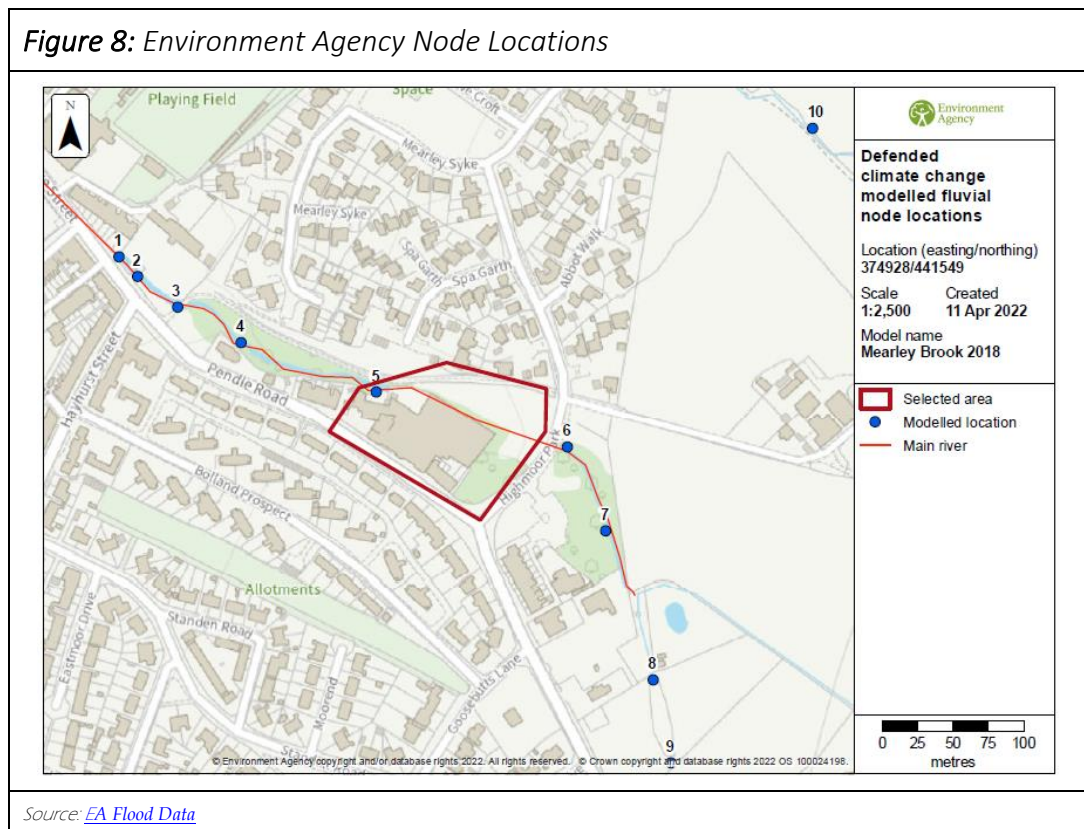 Figure 8: Environment Agency Node Locations
N
Playing Field
Space
Croft
10
Mearley Syke
Mearley Syke
Spa Garth
Spa Garth
Abbot Walk
Street
1
2
3
4
5
6
7
8
9
Hayhurst Street
Pendle Road
Highmoor Park
Bolland Prospect
Allotments
Standen Road
Eastmoor Drive
Moorend
Goosebutts Lane
© Environment Agency copyright and/or database rights 2022. All rights reserved. © Crown copyright and database rights 2022 OS 100024198.
Environment
Agency
Defended
climate change
modelled fluvial
node locations
Location (easting/northing)
374928/441549
Scale Created
1:2,500 11 Apr 2022
Model name
Mearley Brook 2018
Selected area
Modelled location
Main river
0 25 50 75 100
metres
Source: EA Flood Data